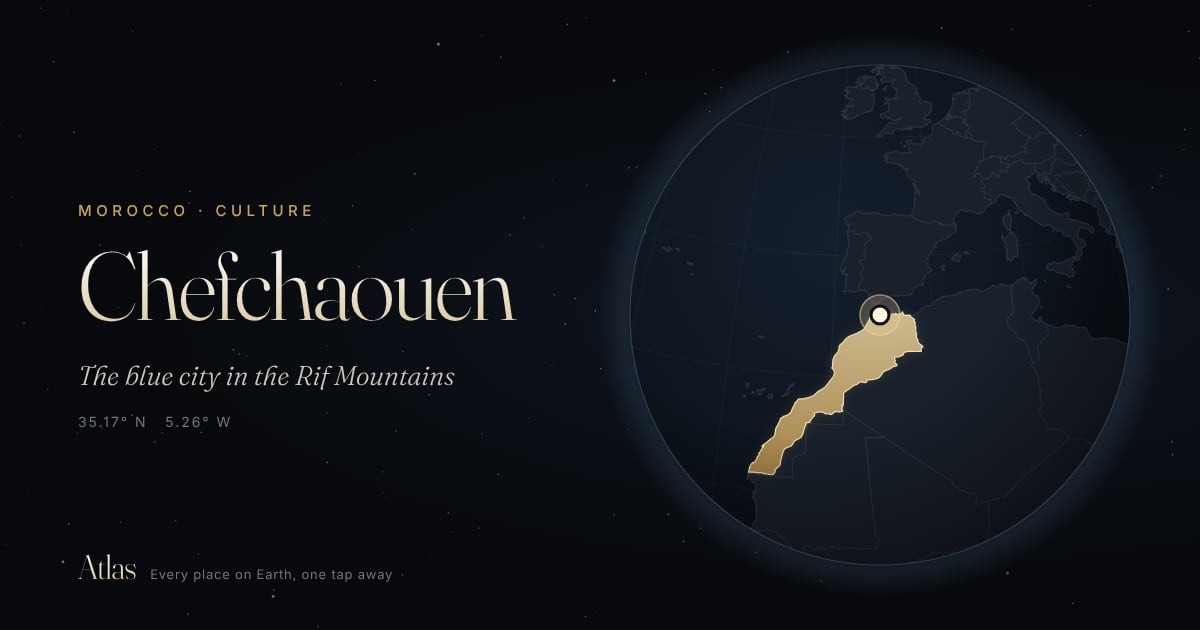 MOROCCO · CULTURE
Chefchaouen
The blue city in the Rif Mountains
35.17° N 5.26° W
Atlas Every place on Earth, one tap away